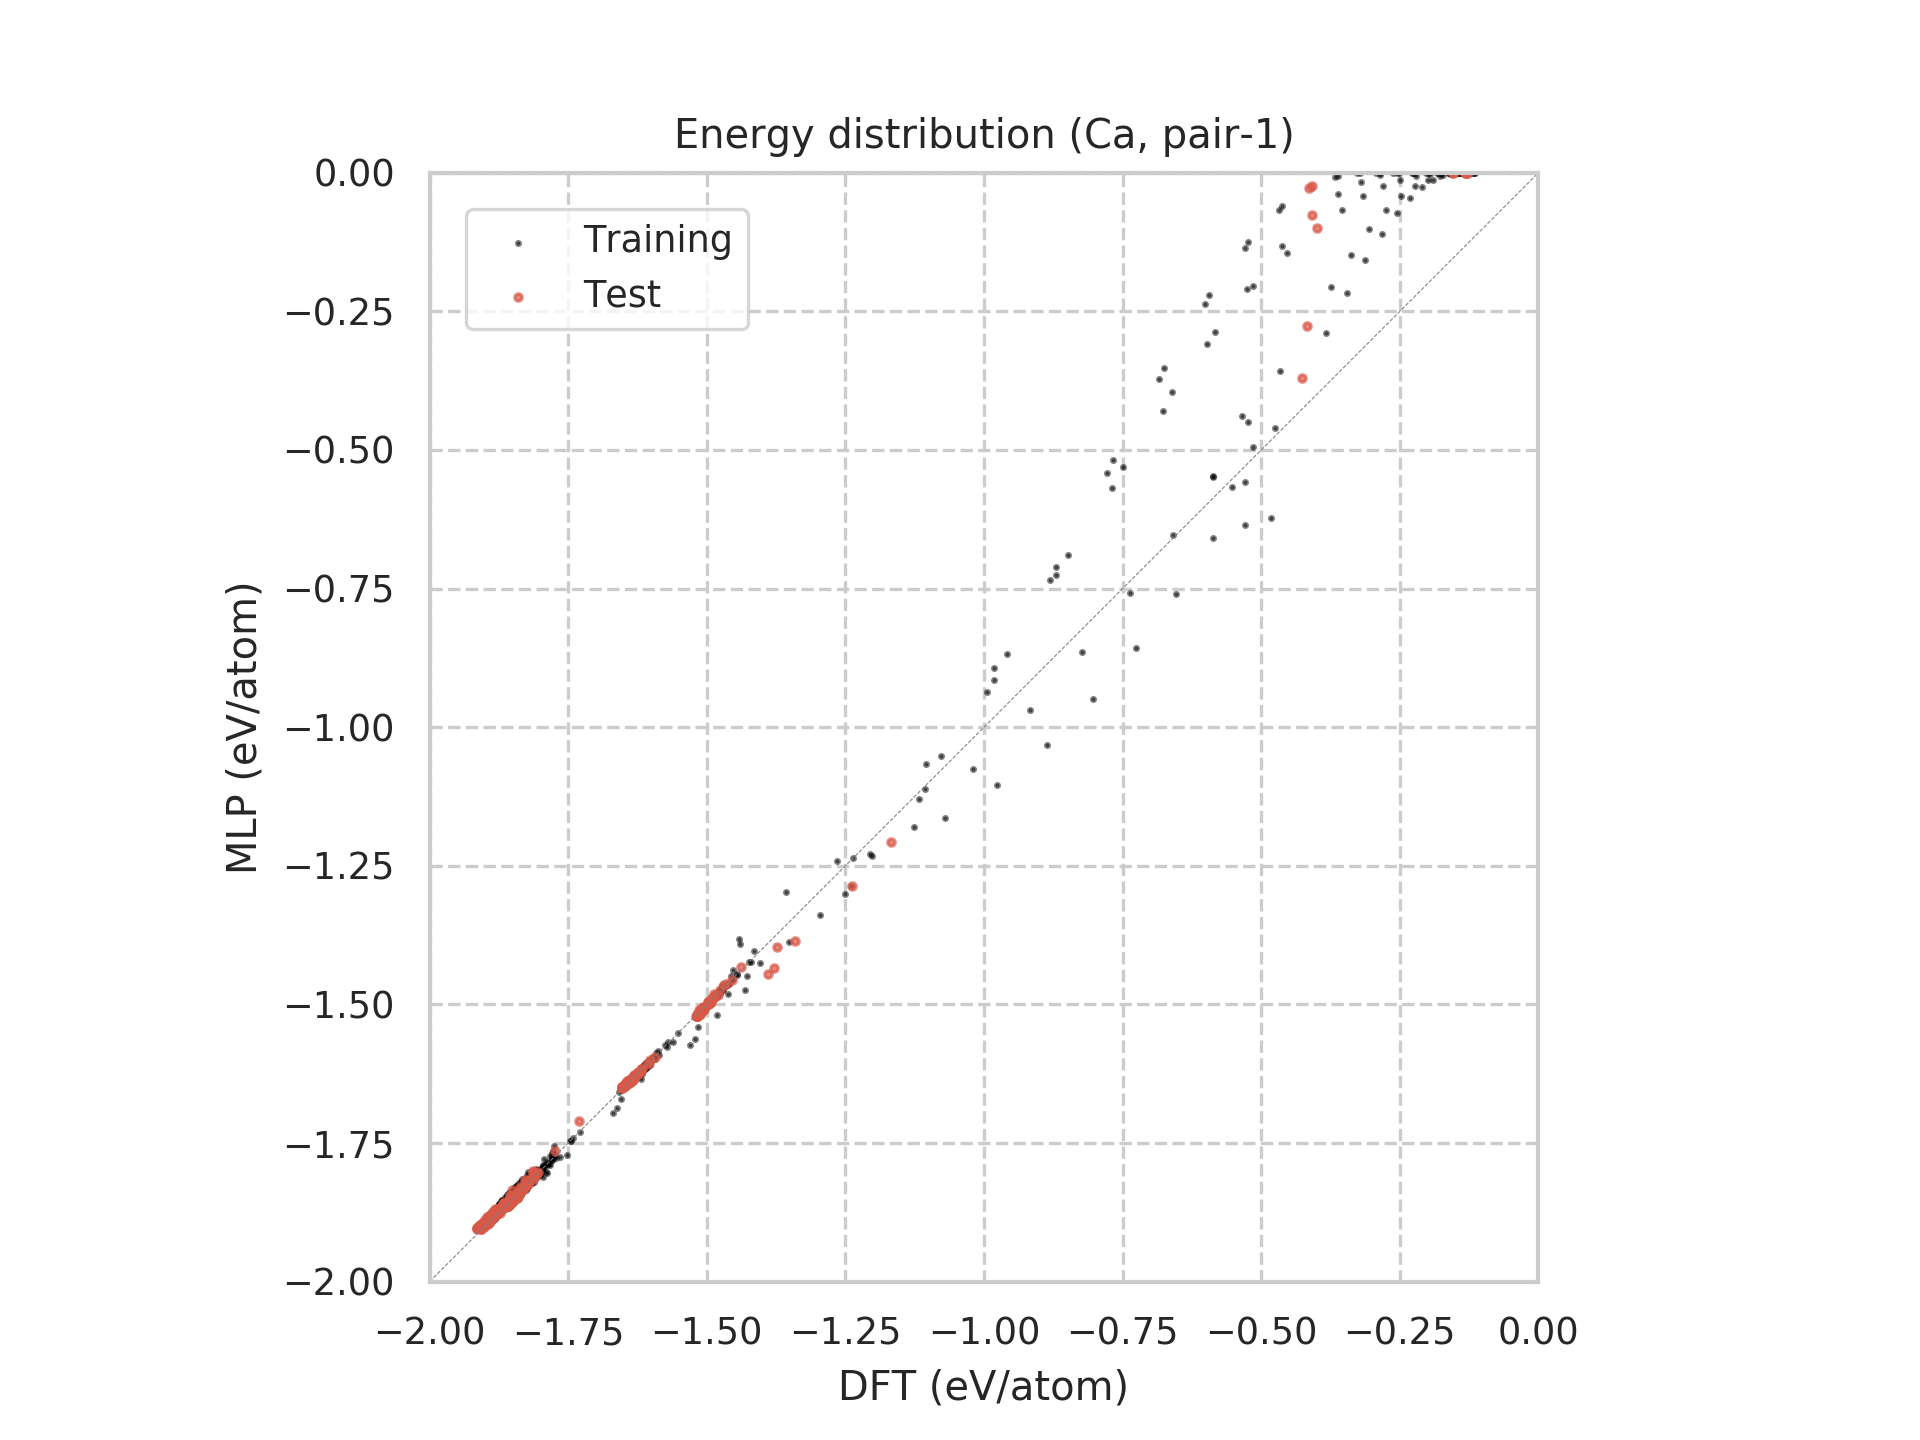 Energy distribution (Ca, pair-1)
0.00
−0.25
−0.50
−0.75
−1.00
−1.25
−1.50
−1.75
−2.00
MLP (eV/atom)
Training
Test
−2.00 −1.75 −1.50 −1.25 −1.00 −0.75 −0.50 −0.25 0.00
DFT (eV/atom)